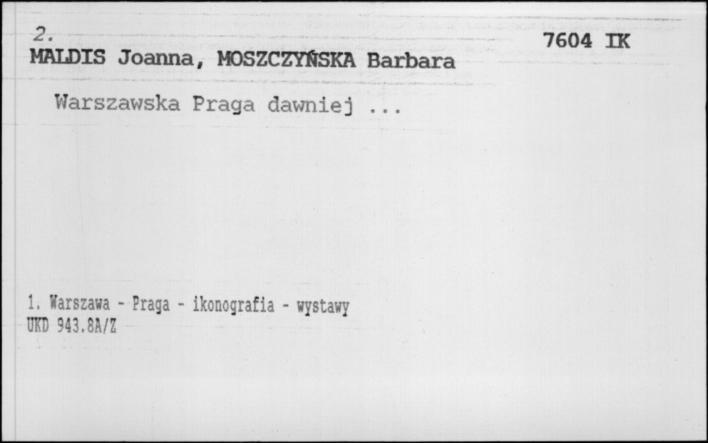 2.
7604 IK
MALDIS Joanna, MOSZCZYŃSKA Barbara
Warszawska Praga dawniej ...
1. Warszawa - Praga - ikonografia - wystawy
UKD 943.8A/Z